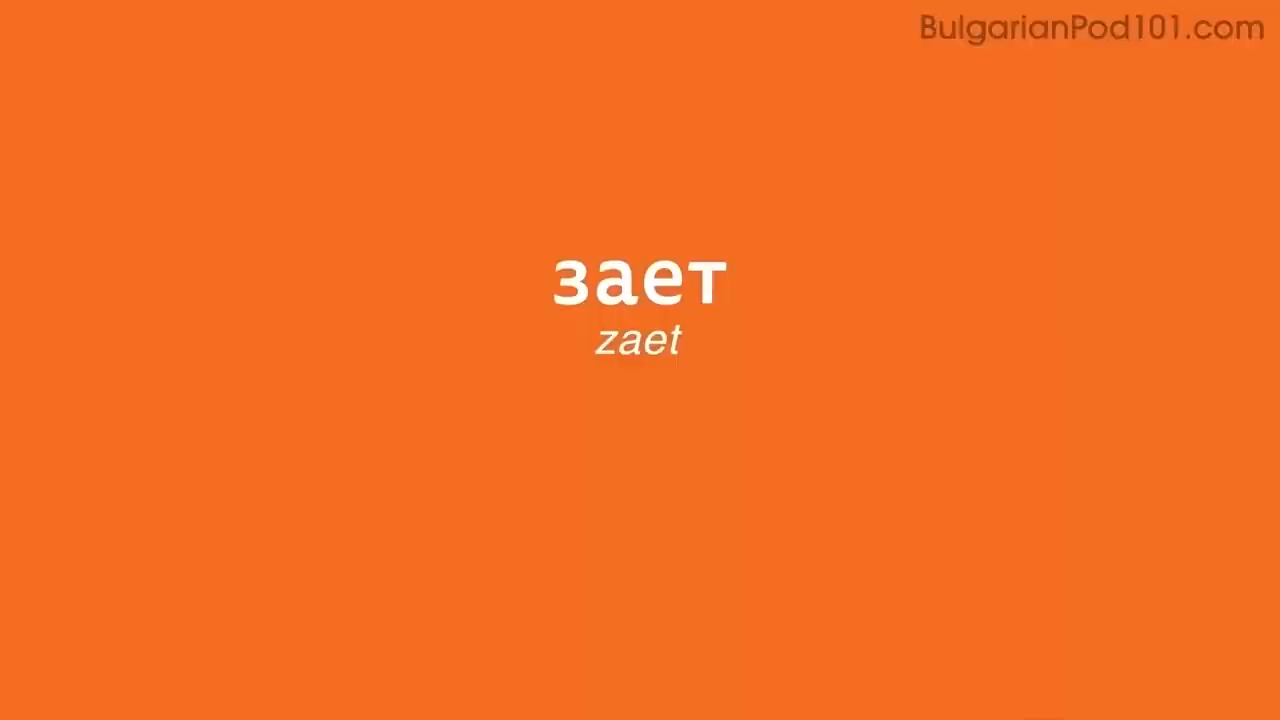 BulgarianPod101.com
зает
zaet